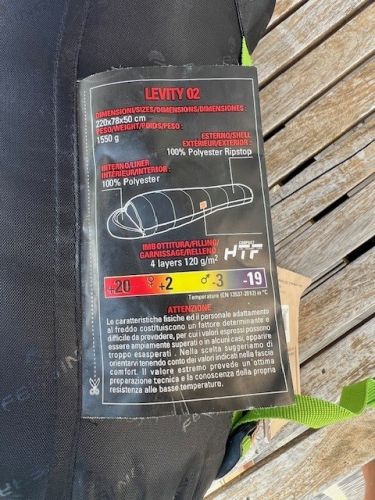 LEVITY 02
DIMENSIONI/SIZES/DIMENSIONS/DIMENSIONES:
220x78x50 cm
PESO/WEIGHT/POIDS/PESO:
1550 g
ESTERNO/SHELL
EXTÉRIEUR/EXTERIOR:
100% Polyester Ripstop
INTERNO/LINER
INTÉRIEUR/INTERIOR:
100% Polyester
IMBOTTITURA/FILLING/
GARNISSAGE/RELLENO:
4 layers 120 g/m²
COMPACT
HTF
+20 +2 -3 -19
Temperature (EN 13537-2012) in °C
ATTENZIONE
Le caratteristiche fisiche ed il personale adattamento
al freddo costituiscono un fattore determinante e
difficile da prevedere, per cui i valori espressi possono
essere ampiamente superati o in alcuni casi, apparire
troppo esasperati . Nella scelta suggeriamo di
orientarvi tenendo conto dei valori indicati nella fascia
comfort. Il valore estremo prevede un ottima
preparazione tecnica e la conoscenza della propria
resistenza alle basse temperature.